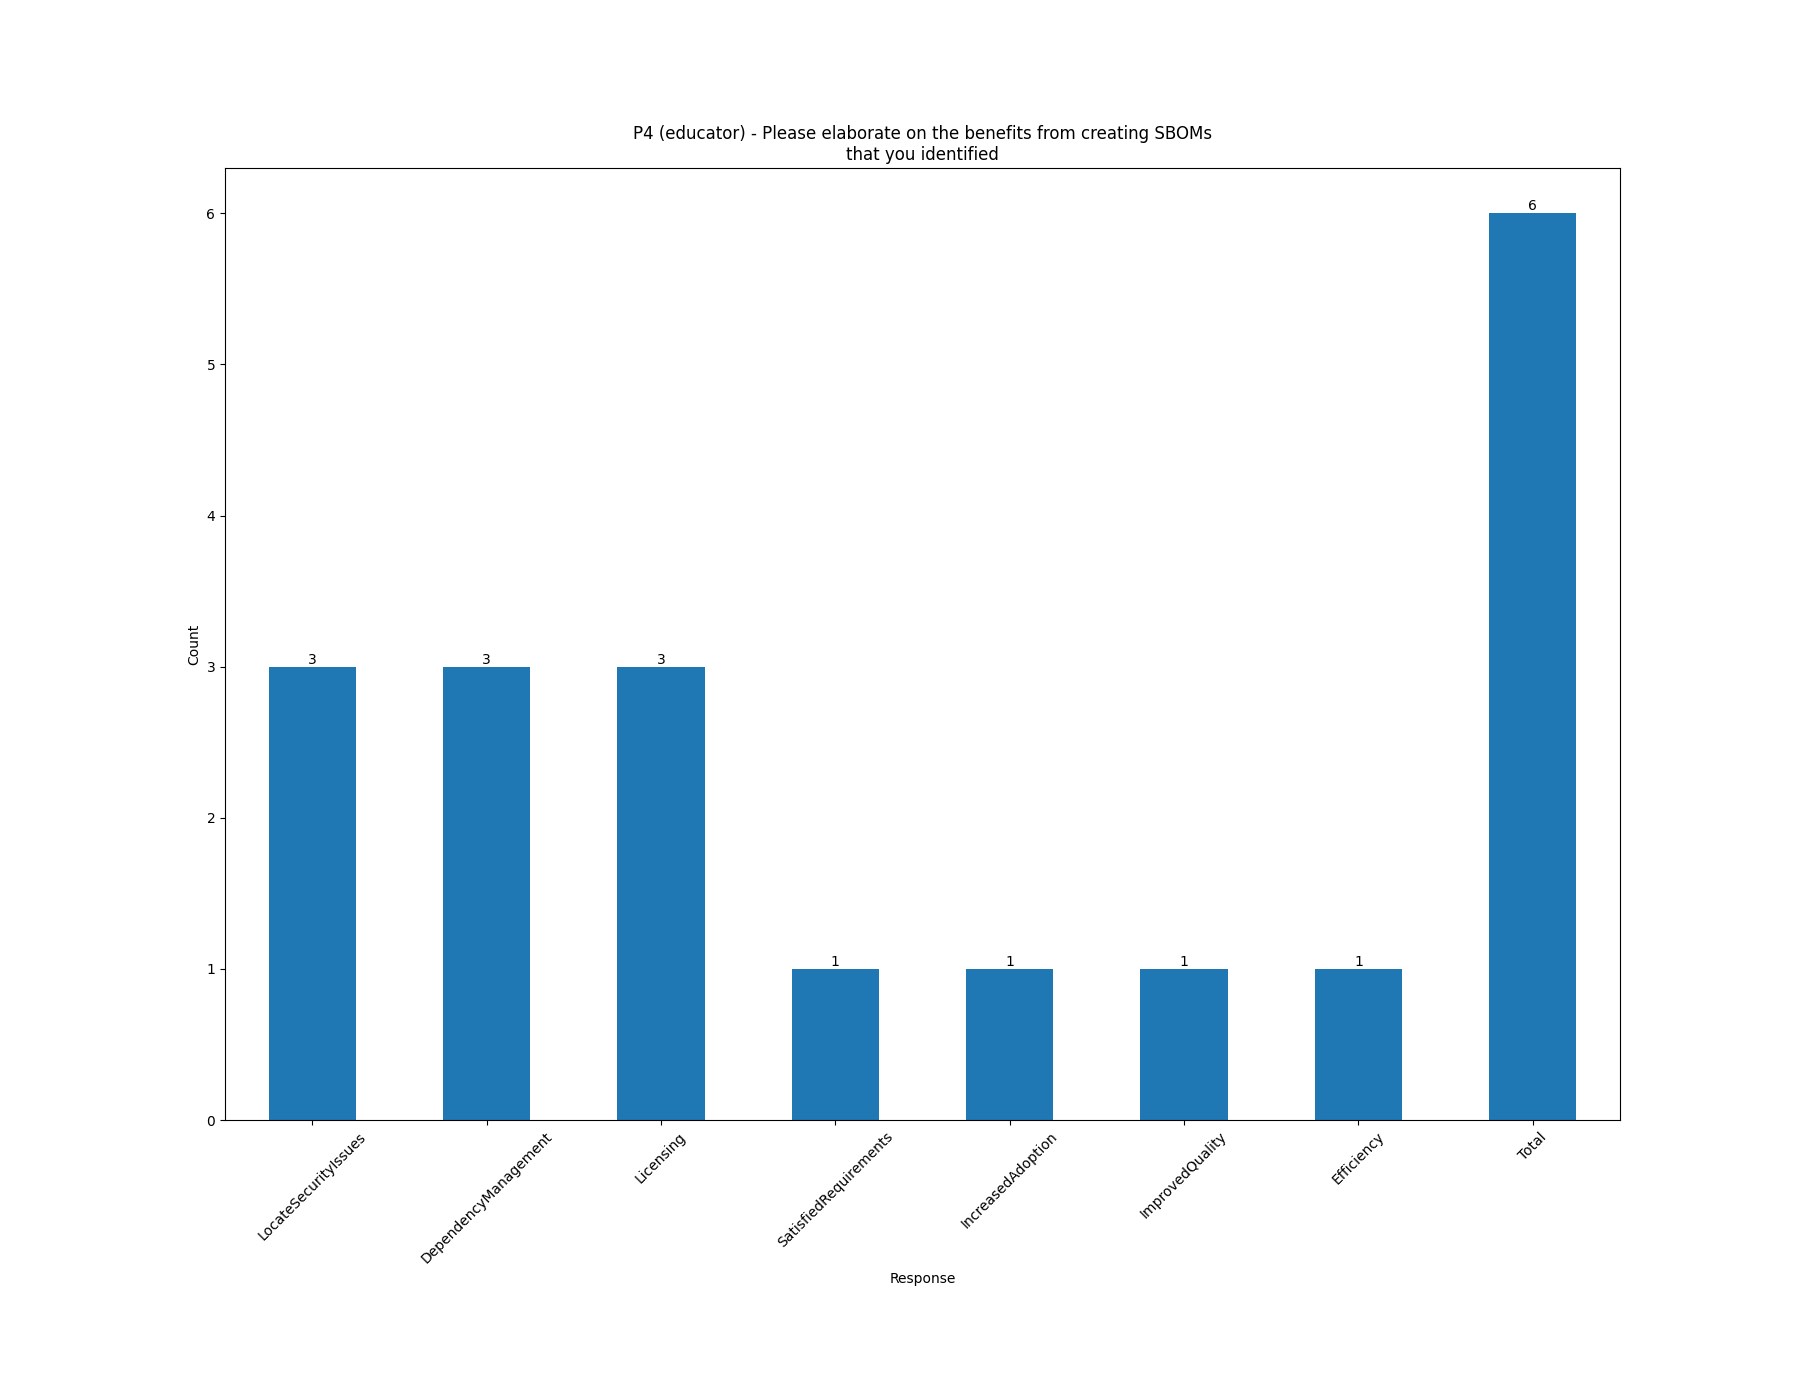 P4 (educator) - Please elaborate on the benefits from creating SBOMs
that you identified
Count
6
5
4
3
2
1
0
3
3
3
1
1
1
1
6
LocateSecurityIssues
DependencyManagement
Licensing
SatisfiedRequirements
IncreasedAdoption
ImprovedQuality
Efficiency
Total
Response